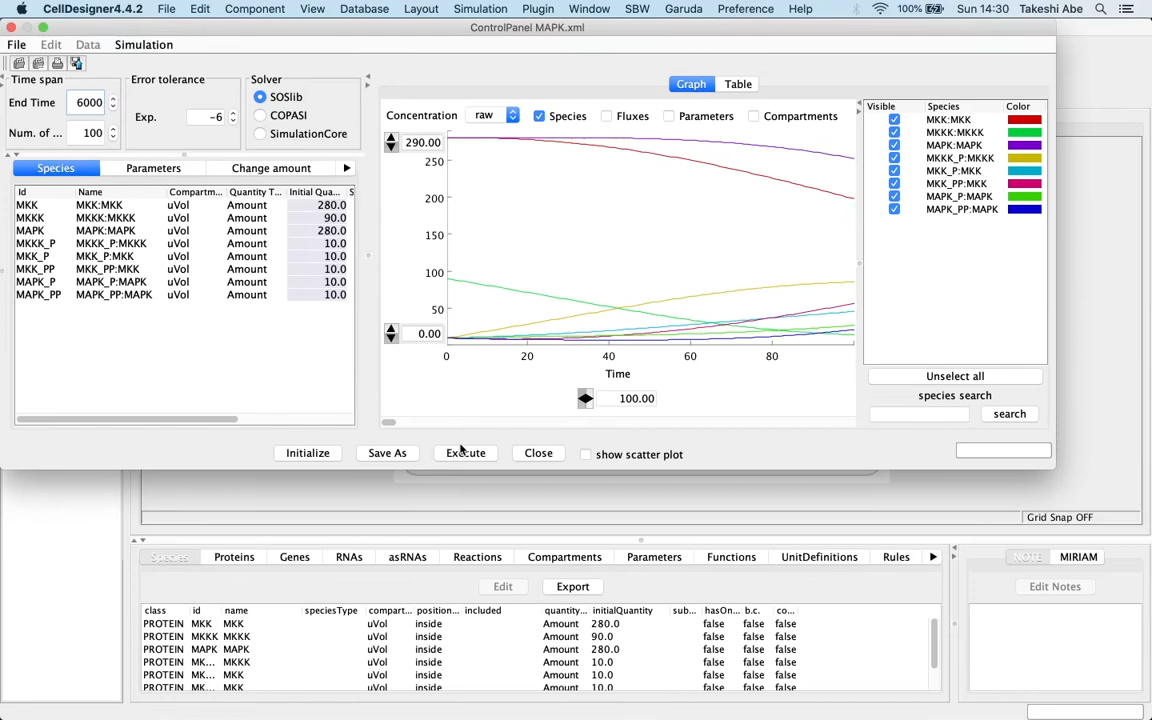 CellDesigner4.4.2 File Edit Component View Database Layout Simulation Plugin Window SBW Garuda Preference Help 100% Sun 14:30 Takeshi Abe
ControlPanel MAPK.xml
File Edit Data Simulation
Time span Error tolerance Solver
End Time 6000 Exp. -6
Num. of ... 100
SOSlib
COPASI
SimulationCore
Graph Table
Concentration raw Species Fluxes Parameters Compartments
Species Parameters Change amount
Id Name Compartm... Quantity T... Initial Qua... S
MKK MKK:MKK uVol Amount 280.0
MKKK MKKK:MKKK uVol Amount 90.0
MAPK MAPK:MAPK uVol Amount 280.0
MKKK_P MKKK_P:MKKK uVol Amount 10.0
MKK_P MKK_P:MKK uVol Amount 10.0
MKK_PP MKK_PP:MKK uVol Amount 10.0
MAPK_P MAPK_P:MAPK uVol Amount 10.0
MAPK_PP MAPK_PP:MAPK uVol Amount 10.0
290.00
250
200
150
100
50
0.00
0 20 40 60 80
Time
100.00
Visible Species Color
MKK:MKK
MKKK:MKKK
MAPK:MAPK
MKKK_P:MKKK
MKK_P:MKK
MKK_PP:MKK
MAPK_P:MAPK
MAPK_PP:MAPK
Unselect all
species search
search
Initialize Save As Execute Close show scatter plot
Grid Snap OFF
Species Proteins Genes RNAs asRNAs Reactions Compartments Parameters Functions UnitDefinitions Rules
NOTE MIRIAM
Edit Export
Edit Notes
class id name speciesType compart... position... included quantity... initialQuantity sub... hasOn... b.c. co...
PROTEIN MKK MKK uVol inside Amount 280.0 false false false
PROTEIN MKKK MKKK uVol inside Amount 90.0 false false false
PROTEIN MAPK MAPK uVol inside Amount 280.0 false false false
PROTEIN MK... MKKK uVol inside Amount 10.0 false false false
PROTEIN MK... MKK uVol inside Amount 10.0 false false false
PROTEIN MK... MKK uVol inside Amount 10.0 false false false